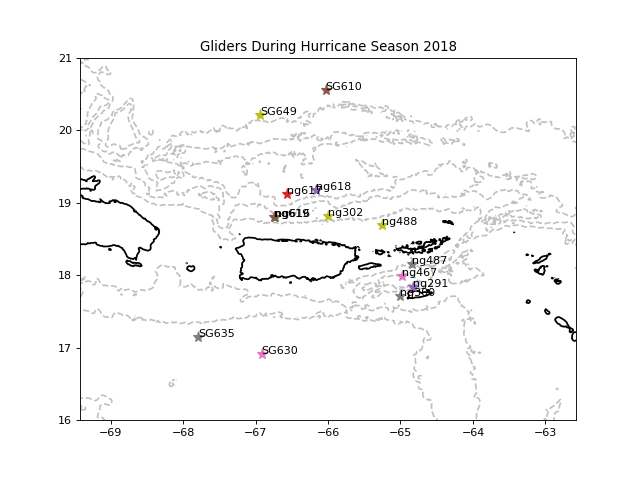 Gliders During Hurricane Season 2018
21
20
19
18
17
16
SG610
SG649
ng618
ng302
ng488
ng487
ng467
ng291
SG635
SG630
−69
−68
−67
−66
−65
−64
−63